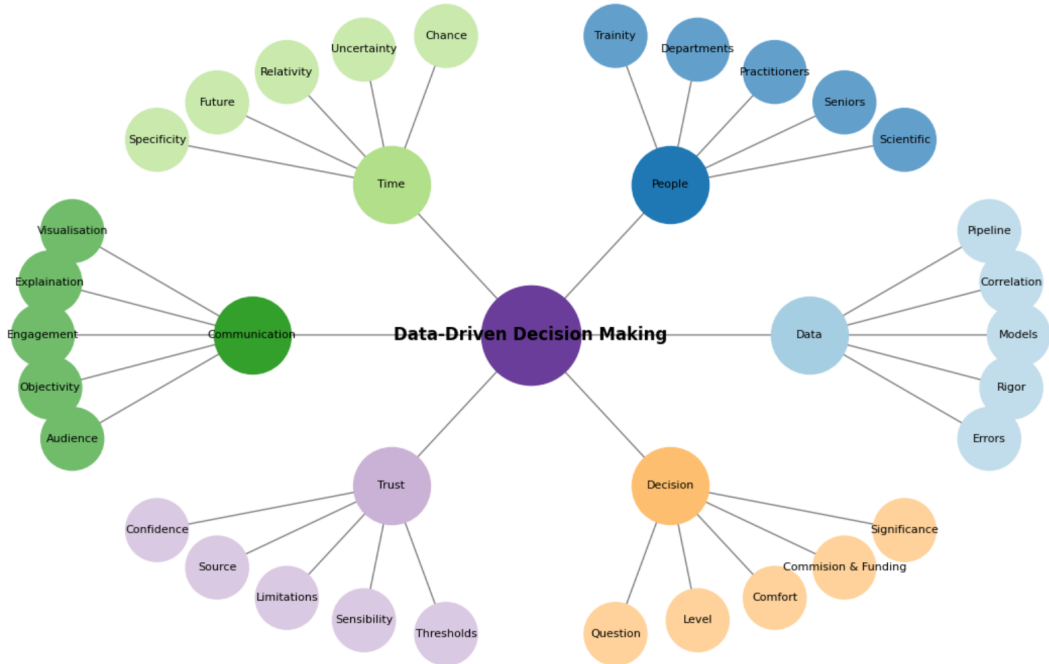 Chance
Trainity
Uncertainty
Departments
Relativity
Practitioners
Future
Seniors
Specificity
Scientific
Time
People
Visualisation
Pipeline
Explaination
Correlation
Engagement
Communication
Data-Driven Decision Making
Data
Models
Objectivity
Rigor
Audience
Errors
Trust
Decision
Confidence
Significance
Source
Commision & Funding
Limitations
Comfort
Sensibility
Level
Thresholds
Question